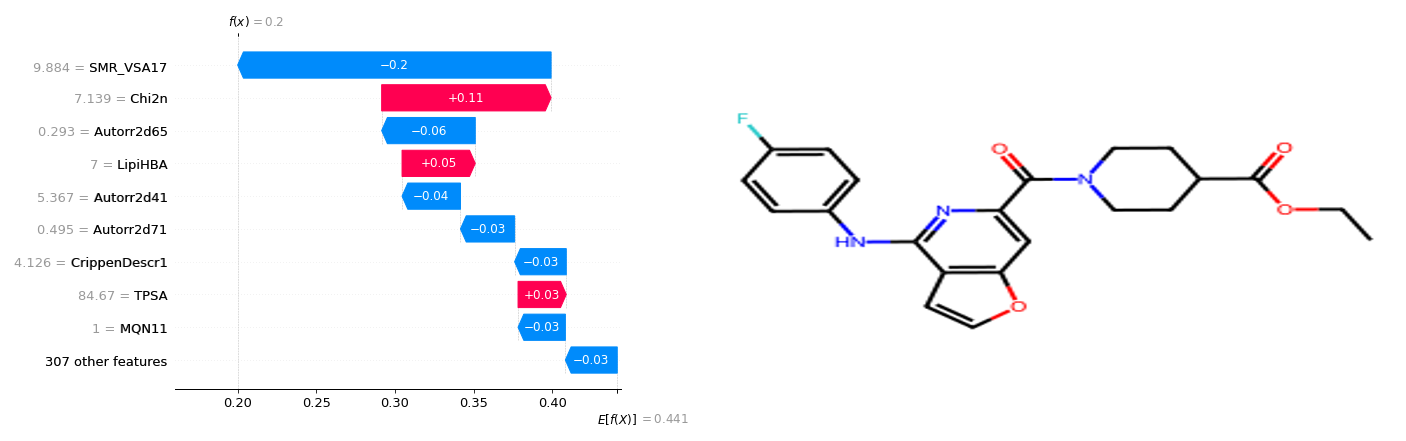 f(x) = 0.2
9.884 = SMR_VSA17
−0.2
7.139 = Chi2n
+0.11
0.293 = Autorr2d65
−0.06
7 = LipiHBA
+0.05
5.367 = Autorr2d41
−0.04
0.495 = Autorr2d71
−0.03
4.126 = CrippenDescr1
−0.03
84.67 = TPSA
+0.03
1 = MQN11
−0.03
307 other features
−0.03
0.20 0.25 0.30 0.35 0.40
E[f(X)] = 0.441
F
O
N
O
O
N
HN
O